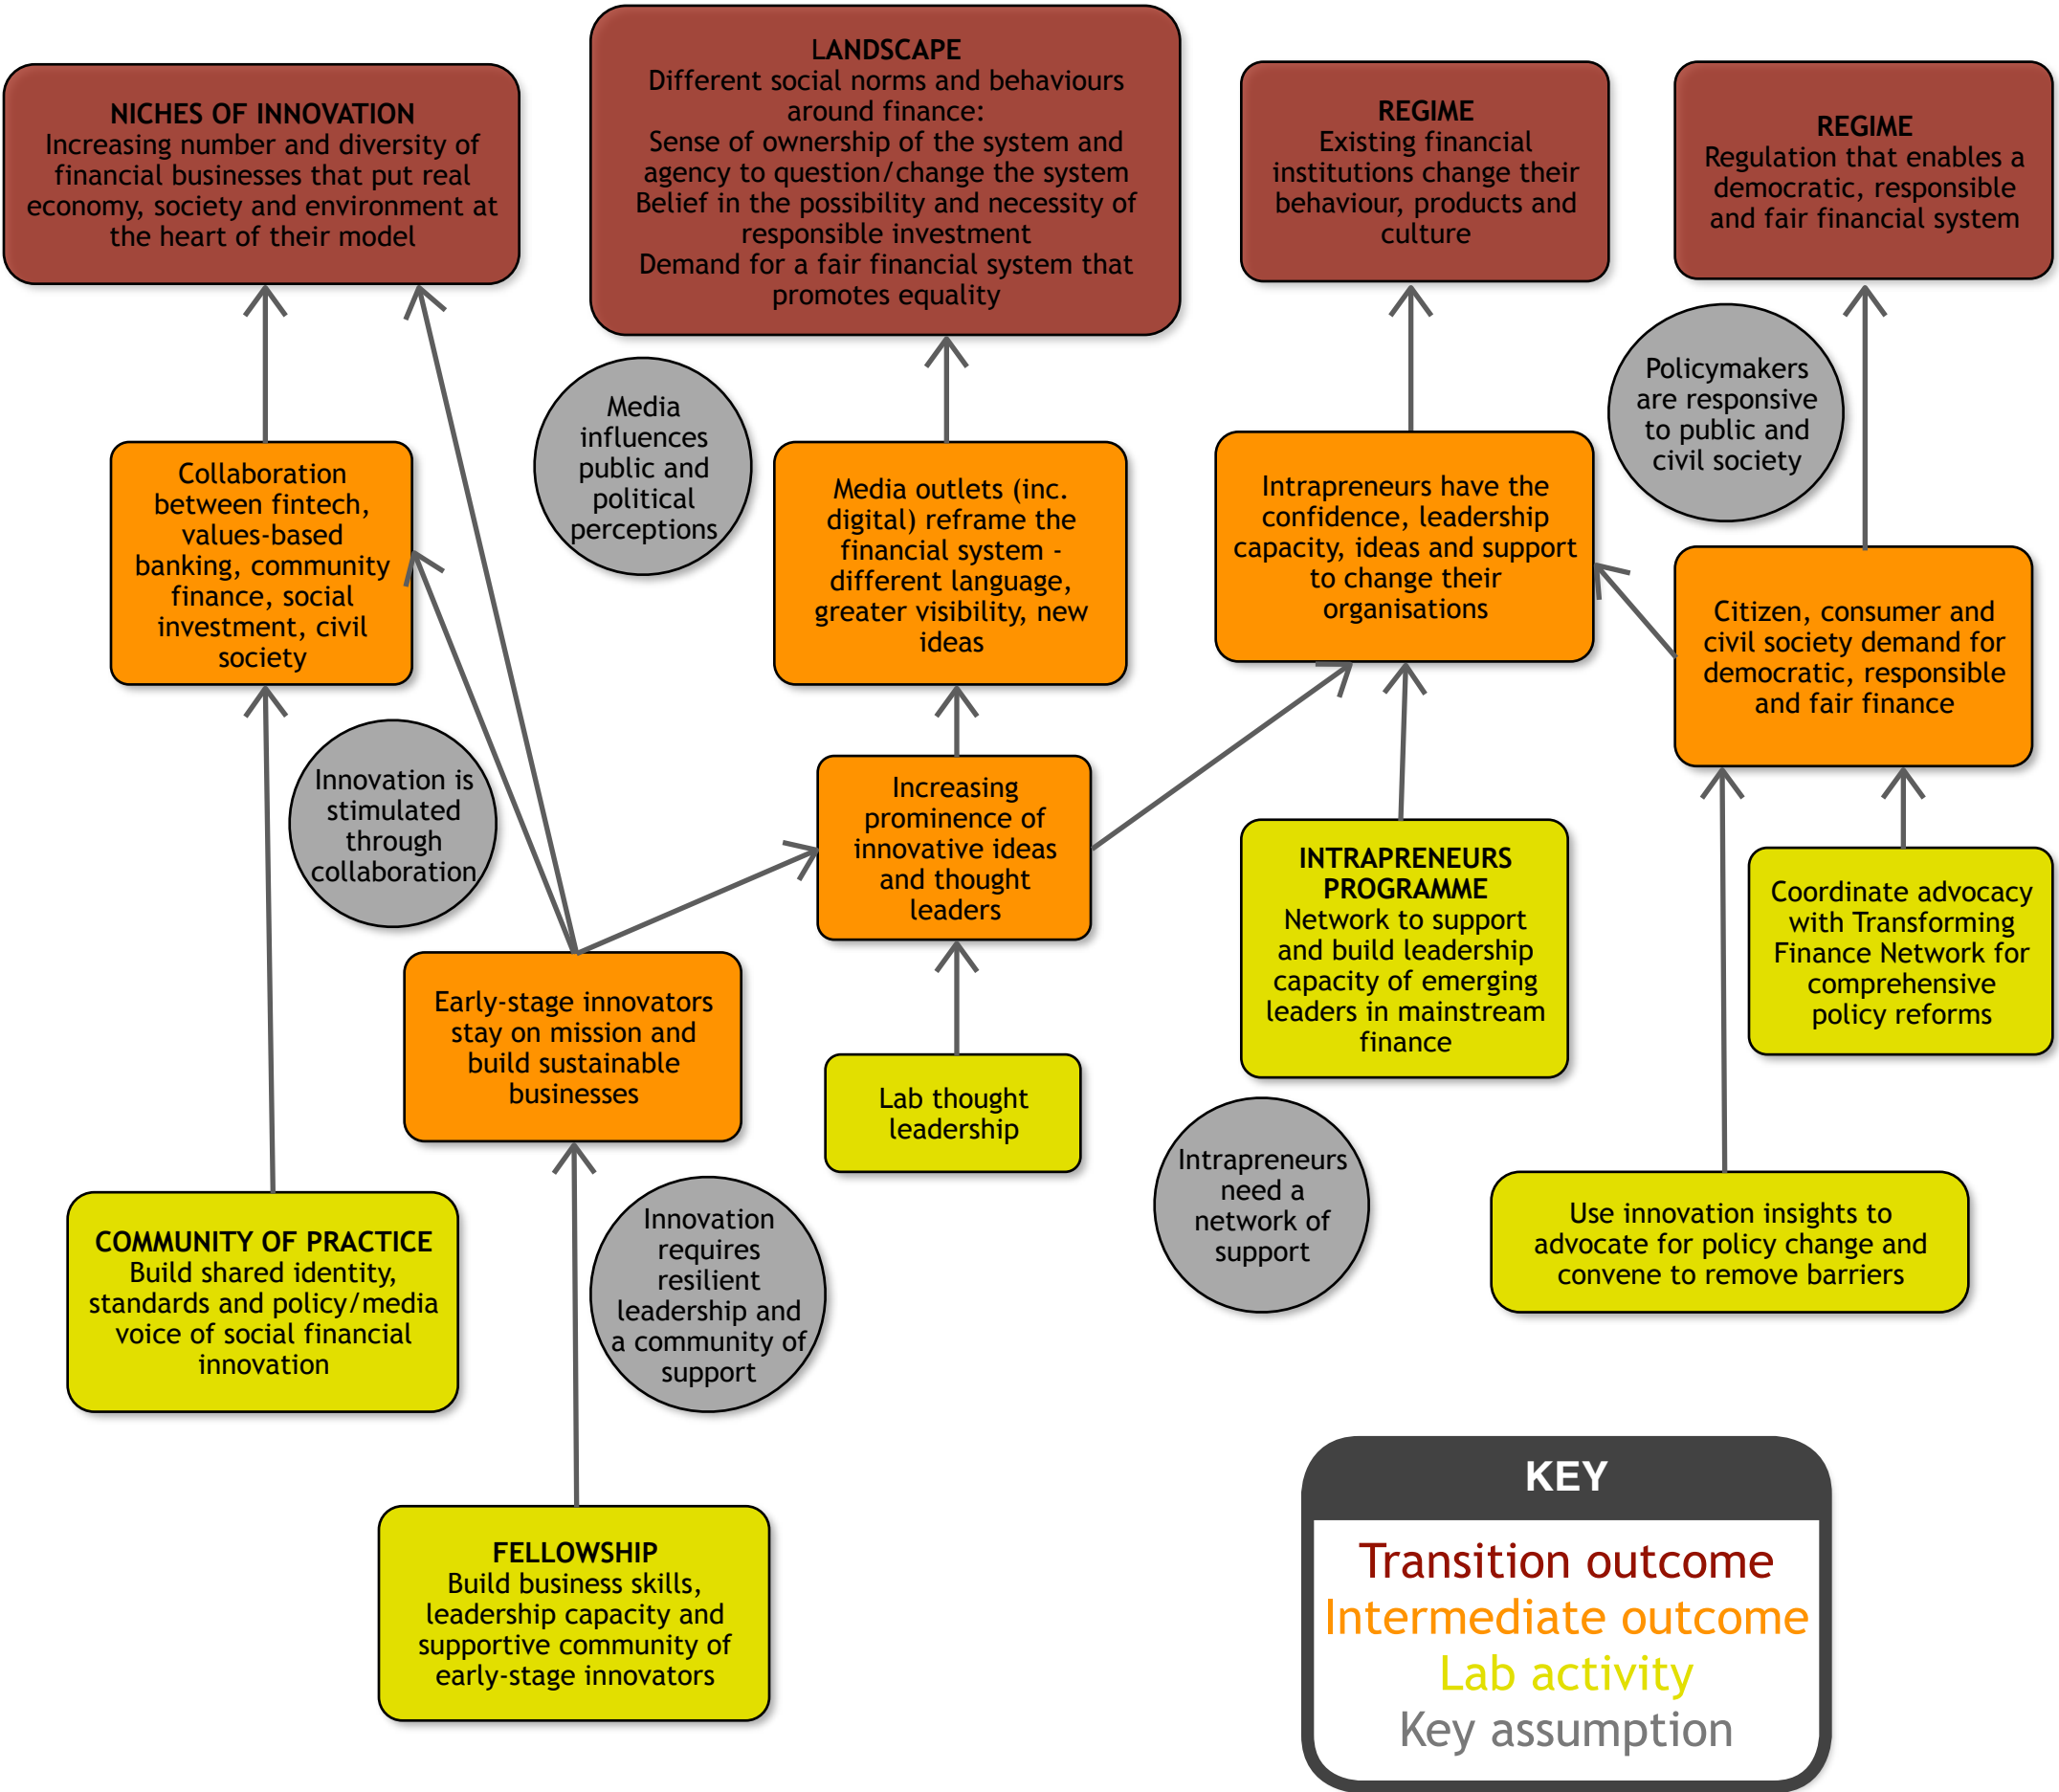 NICHES OF INNOVATION
Increasing number and diversity of
financial businesses that put real
economy, society and environment at
the heart of their model
LANDSCAPE
Different social norms and behaviours
around finance:
Sense of ownership of the system and
agency to question/change the system
Belief in the possibility and necessity of
responsible investment
Demand for a fair financial system that
promotes equality
REGIME
Existing financial
institutions change their
behaviour, products and
culture
REGIME
Regulation that enables a
democratic, responsible
and fair financial system
Media
influences
public and
political
perceptions
Policymakers
are responsive
to public and
civil society
Collaboration
between fintech,
values-based
banking, community
finance, social
investment, civil
society
Media outlets (inc.
digital) reframe the
financial system -
different language,
greater visibility, new
ideas
Intrapreneurs have the
confidence, leadership
capacity, ideas and support
to change their
organisations
Citizen, consumer and
civil society demand for
democratic, responsible
and fair finance
Innovation is
stimulated
through
collaboration
Increasing
prominence of
innovative ideas
and thought
leaders
INTRAPRENEURS
PROGRAMME
Network to support
and build leadership
capacity of emerging
leaders in mainstream
finance
Coordinate advocacy
with Transforming
Finance Network for
comprehensive
policy reforms
Early-stage innovators
stay on mission and
build sustainable
businesses
Lab thought
leadership
Intrapreneurs
need a
network of
support
Use innovation insights to
advocate for policy change and
convene to remove barriers
COMMUNITY OF PRACTICE
Build shared identity,
standards and policy/media
voice of social financial
innovation
Innovation
requires
resilient
leadership and
a community of
support
FELLOWSHIP
Build business skills,
leadership capacity and
supportive community of
early-stage innovators
KEY
Transition outcome
Intermediate outcome
Lab activity
Key assumption